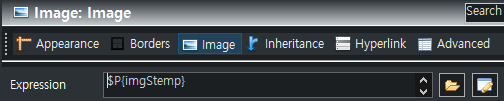 Image: Image
Search
Appearance Borders Image Inheritance Hyperlink Advanced
Expression $P{imgStemp}